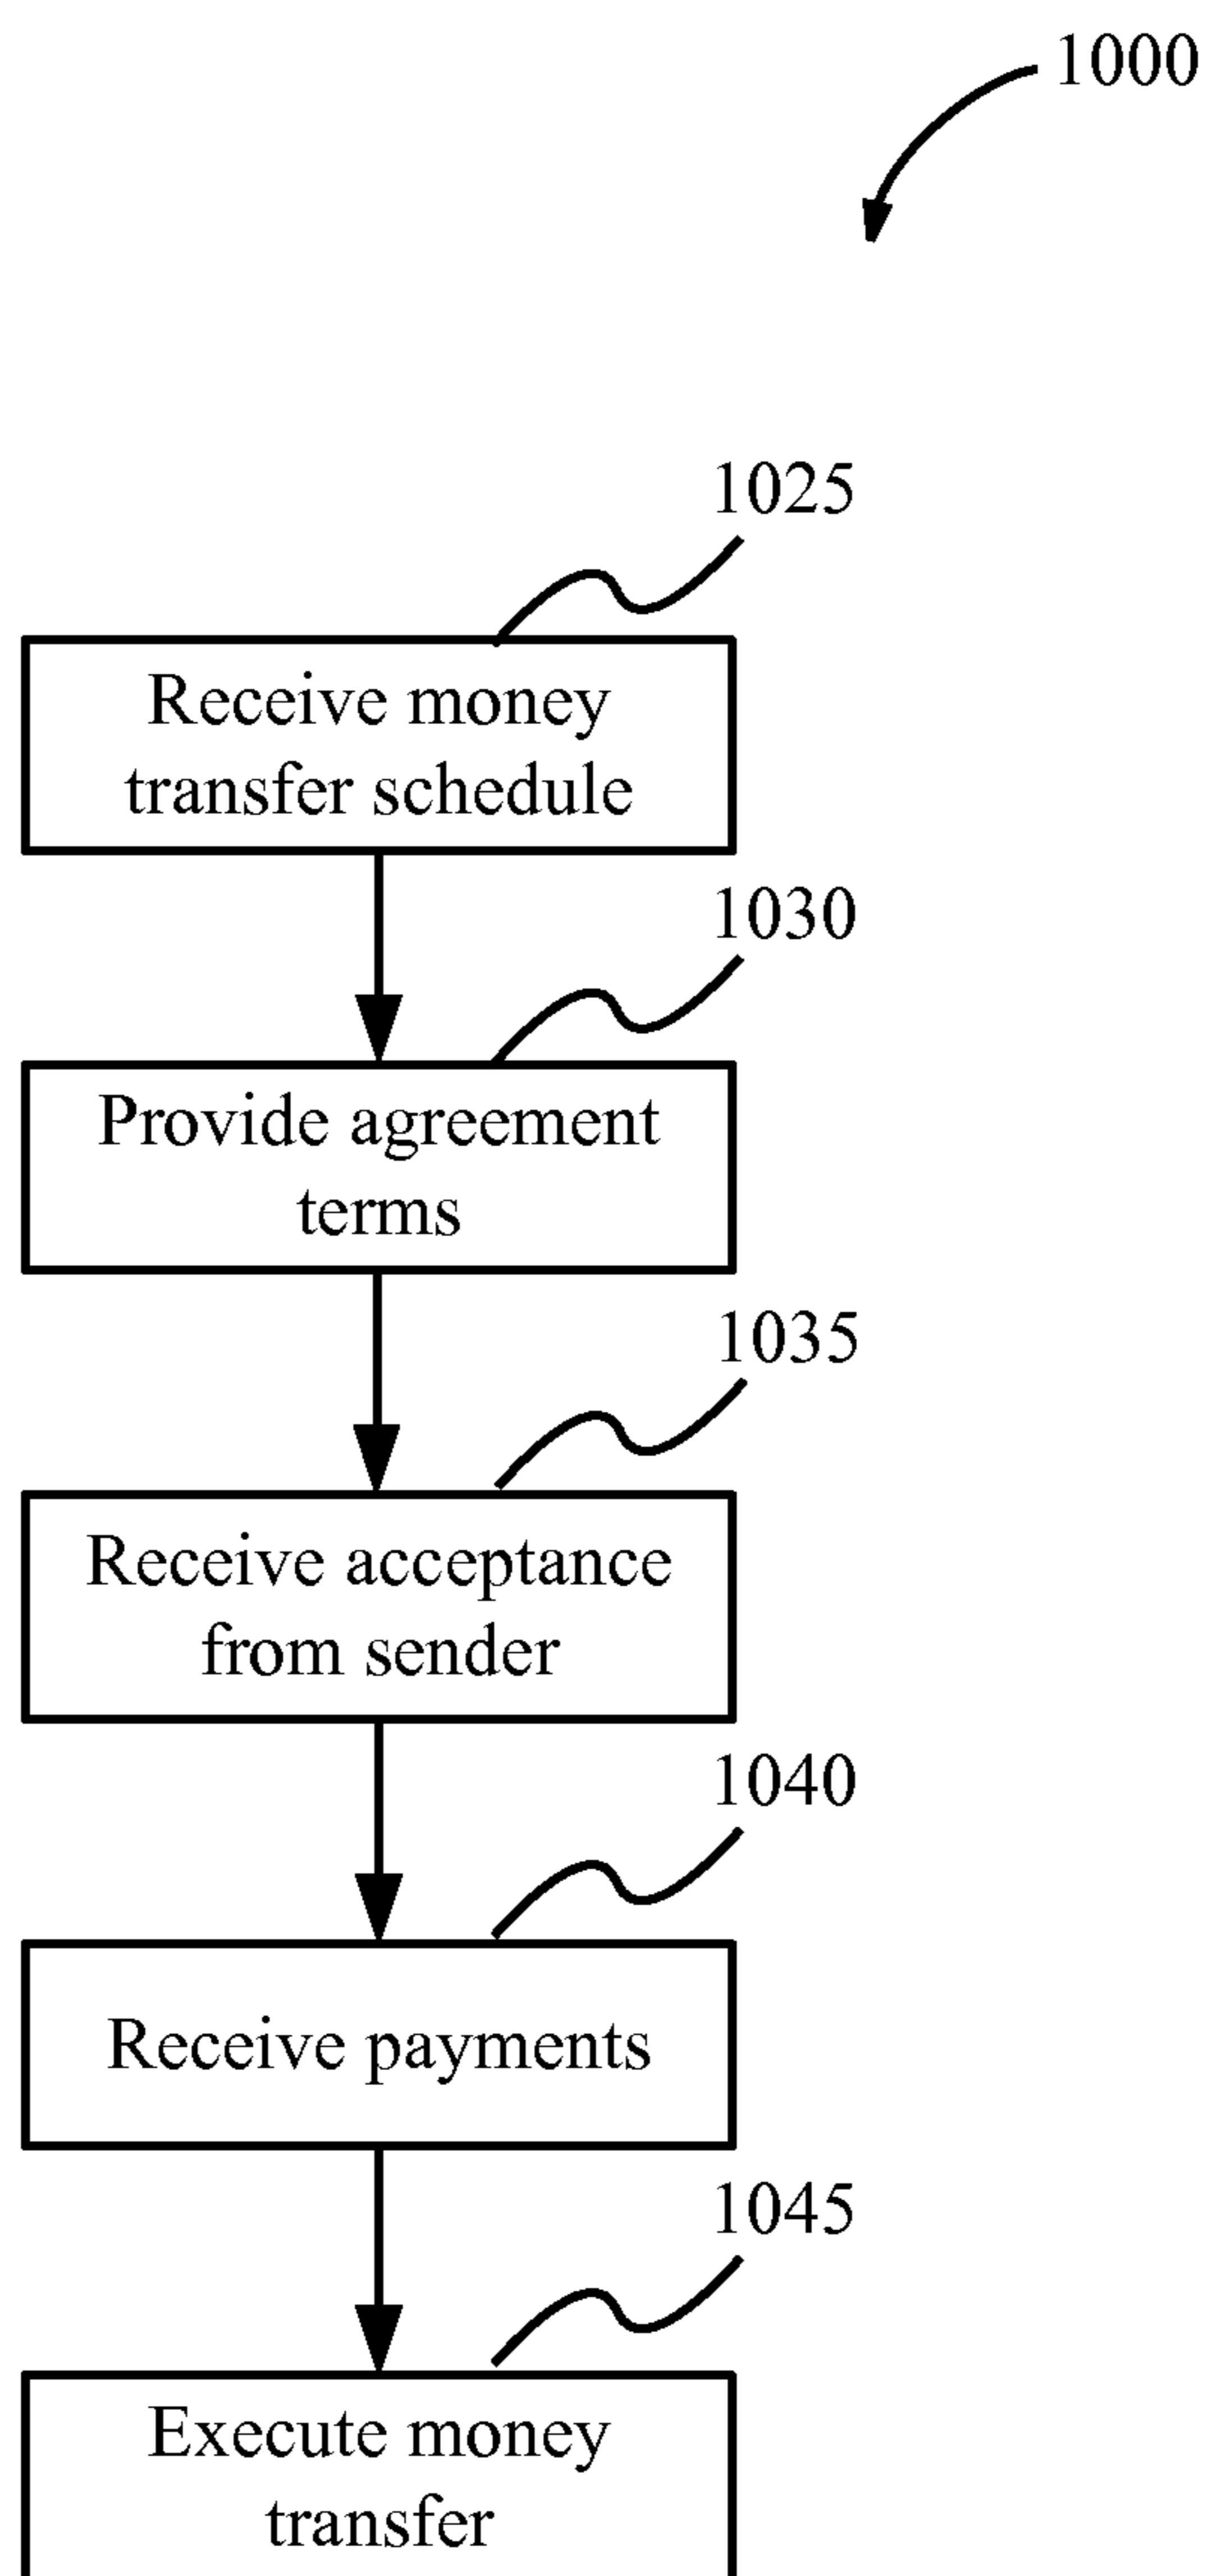 1000
1025
Receive money
transfer schedule
1030
Provide agreement
terms
1035
Receive acceptance
from sender
1040
Receive payments
1045
Execute money
transfer